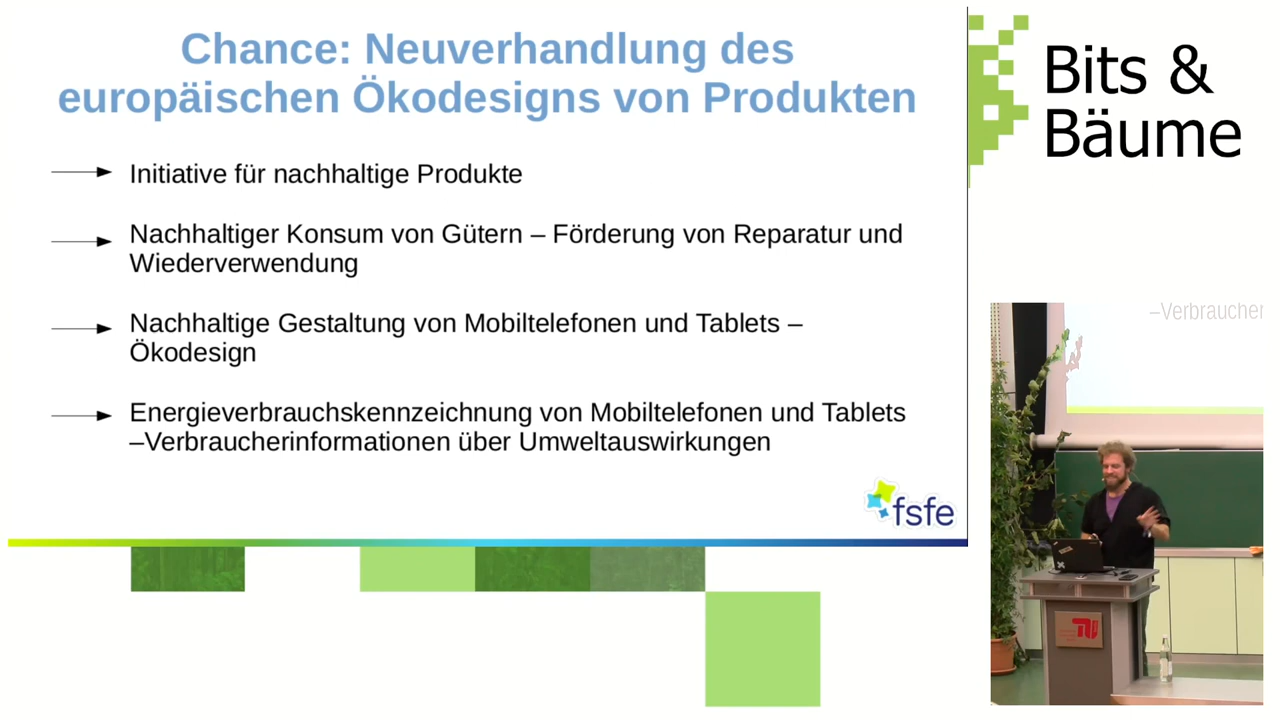 Chance: Neuverhandlung des
europäischen Ökodesigns von Produkten
Initiative für nachhaltige Produkte
Nachhaltiger Konsum von Gütern – Förderung von Reparatur und
Wiederverwendung
Nachhaltige Gestaltung von Mobiltelefonen und Tablets –
Ökodesign
Energieverbrauchskennzeichnung von Mobiltelefonen und Tablets
–Verbraucherinformationen über Umweltauswirkungen
fsfe
Bits &
Bäume
–Verbraucher